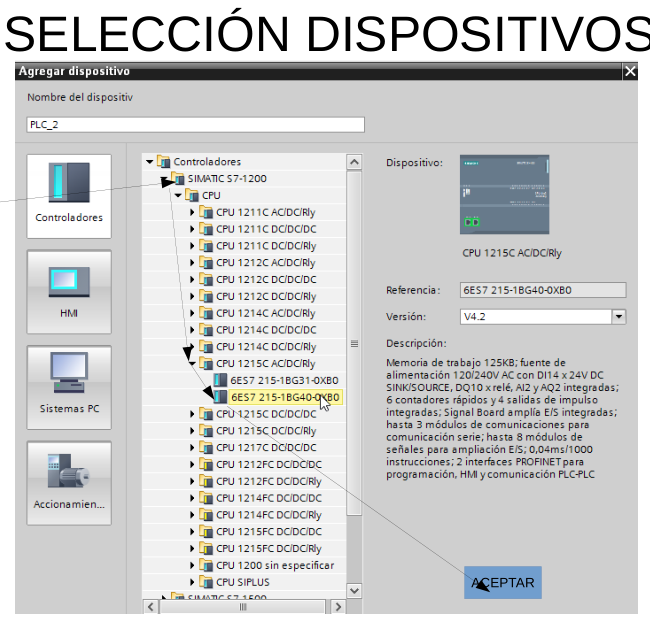 SELECCIÓN DISPOSITIVOS
Agregar dispositivo
Nombre del dispositiv
PLC_2
Controladores
HMI
Sistemas PC
Accionamien...
Controladores
SIMATIC S7-1200
CPU
CPU 1211C AC/DC/Rly
CPU 1211C DC/DC/DC
CPU 1211C DC/DC/Rly
CPU 1212C AC/DC/Rly
CPU 1212C DC/DC/DC
CPU 1212C DC/DC/Rly
CPU 1214C AC/DC/Rly
CPU 1214C DC/DC/DC
CPU 1214C DC/DC/Rly
CPU 1215C AC/DC/Rly
6ES7 215-1BG31-0XB0
6ES7 215-1BG40-0XB0
CPU 1215C DC/DC/DC
CPU 1215C DC/DC/Rly
CPU 1217C DC/DC/DC
CPU 1212FC DC/DC/DC
CPU 1212FC DC/DC/Rly
CPU 1214FC DC/DC/DC
CPU 1214FC DC/DC/Rly
CPU 1215FC DC/DC/DC
CPU 1215FC DC/DC/Rly
CPU 1200 sin especificar
CPU SIPLUS
SIMATIC S7-1500
Dispositivo:
CPU 1215C AC/DC/Rly
Referencia:
6ES7 215-1BG40-0XB0
Versión:
V4.2
Descripción:
Memoria de trabajo 125KB; fuente de
alimentación 120/240V AC con DI14 x 24V DC
SINK/SOURCE, DQ10 x relé, AI2 y AQ2 integradas;
6 contadores rápidos y 4 salidas de impulso
integradas; Signal Board amplía E/S integradas;
hasta 3 módulos de comunicaciones para
comunicación serie; hasta 8 módulos de
señales para ampliación E/S; 0,04ms/1000
instrucciones; 2 interfaces PROFINET para
programación, HMI y comunicación PLC-PLC
ACEPTAR